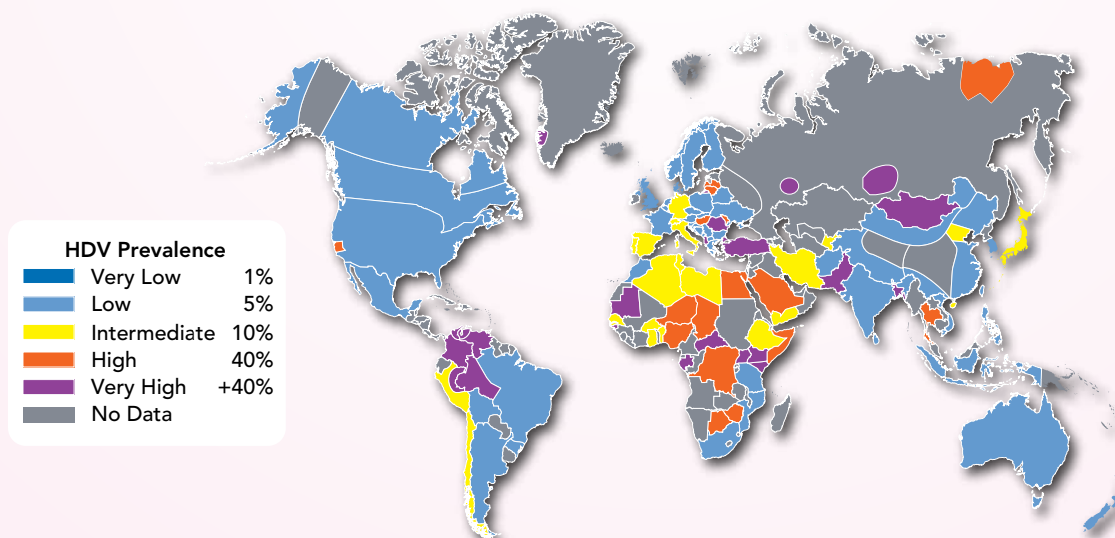 HDV Prevalence
Very Low 1%
Low 5%
Intermediate 10%
High 40%
Very High +40%
No Data